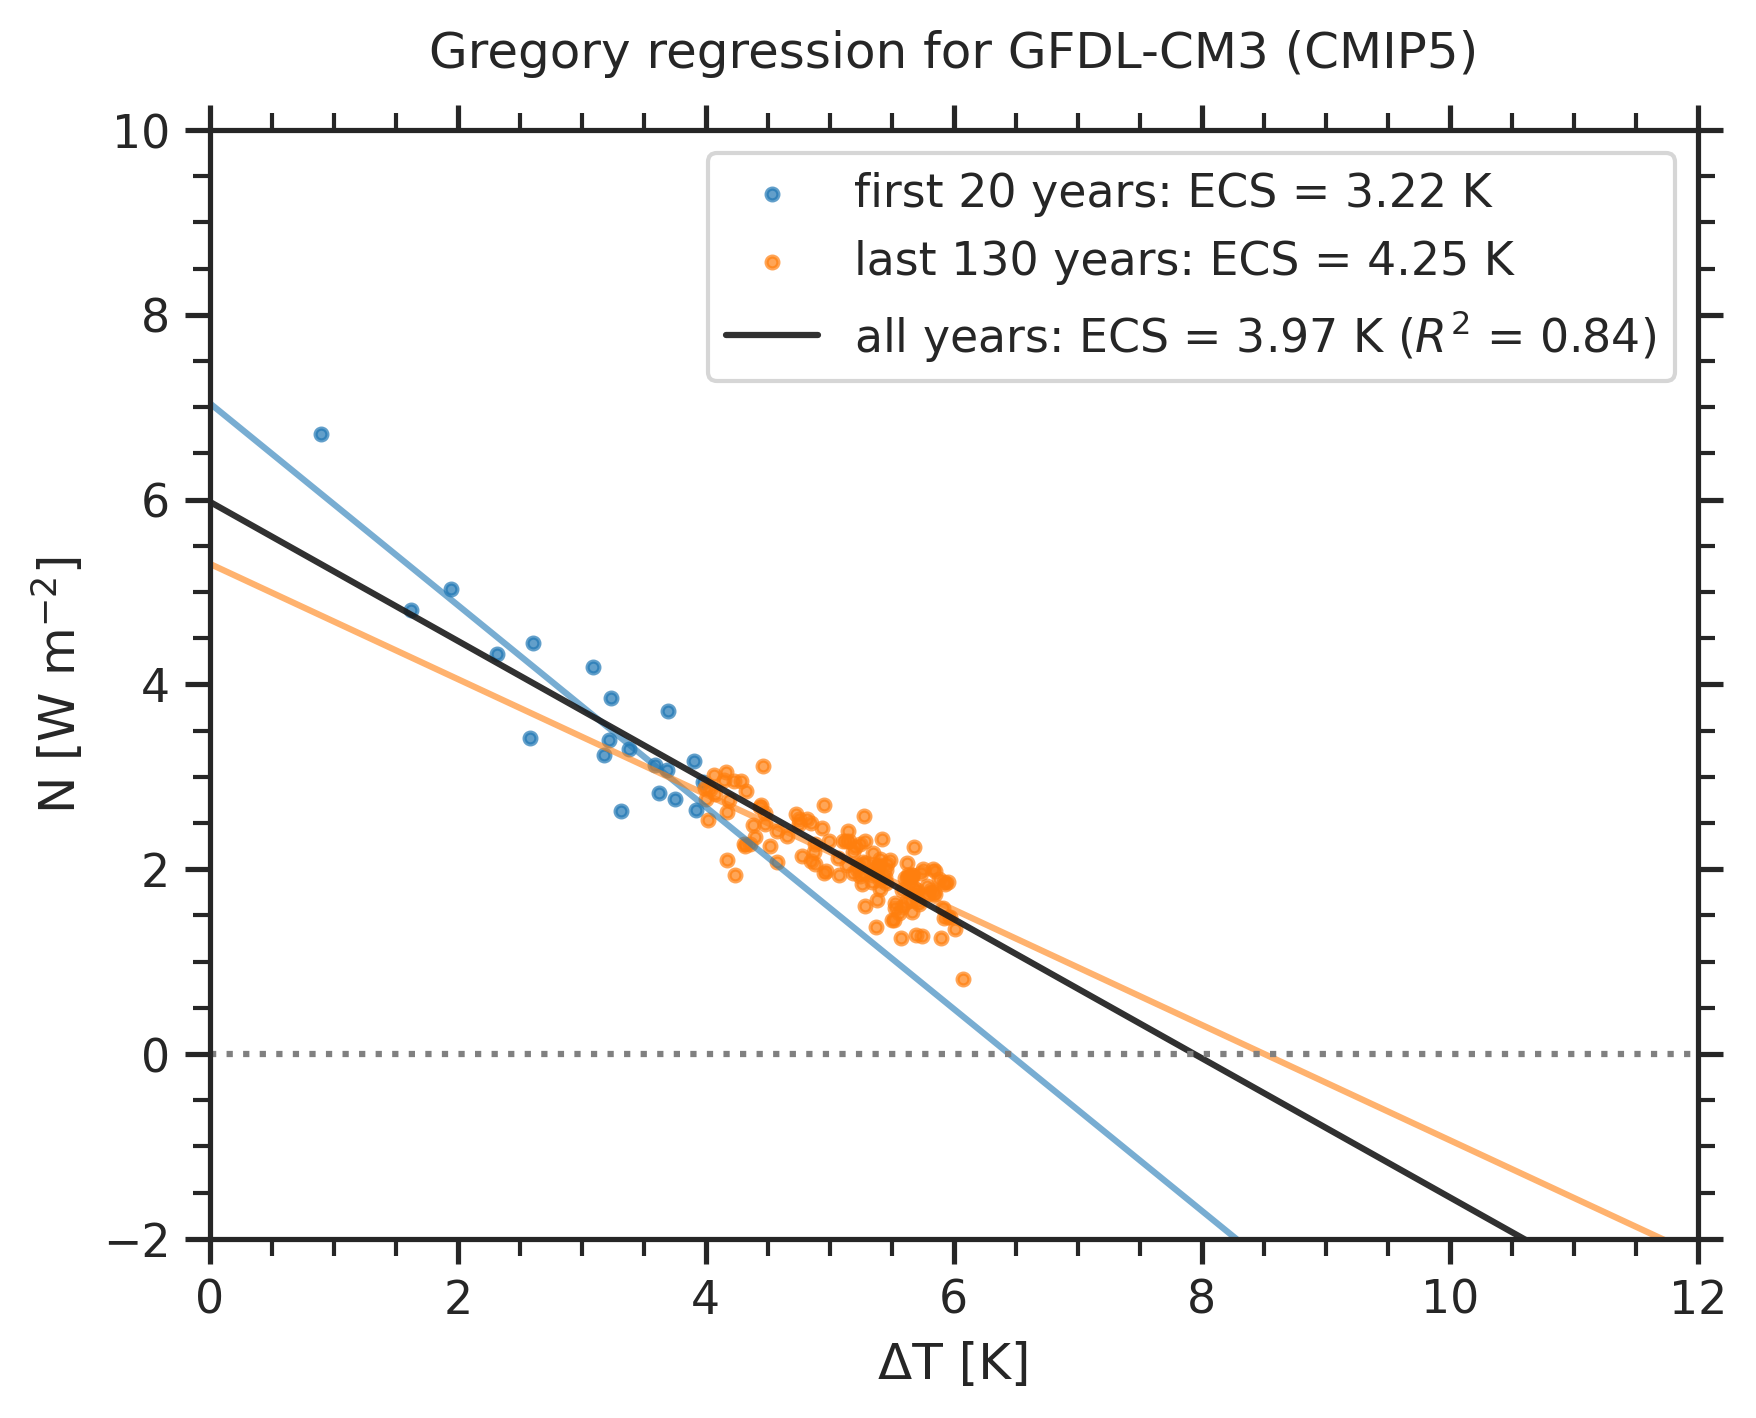 Gregory regression for GFDL-CM3 (CMIP5)
10
8
6
4
2
0
−2
N [W m⁻²]
first 20 years: ECS = 3.22 K
last 130 years: ECS = 4.25 K
all years: ECS = 3.97 K (R² = 0.84)
0 2 4 6 8 10 12
ΔT [K]